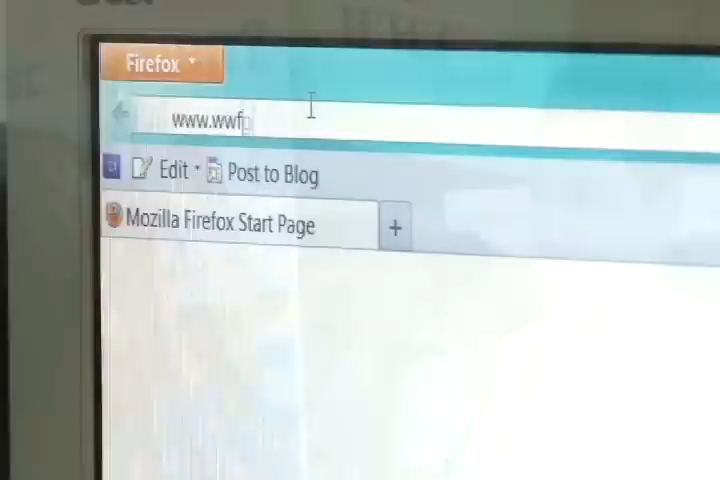 Firefox
www.wwf
Edit
Post to Blog
Mozilla Firefox Start Page
+